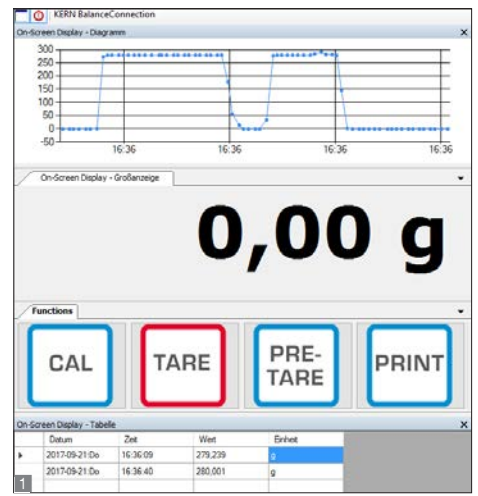 KERN BalanceConnection
On-Screen Display - Diagramm x
300
250
200
150
100
50
0
-50
16:36 16:36 16:36 16:36
On-Screen Display - Großanzeige
0,00 g
Functions
CAL TARE PRE-TARE PRINT
On-Screen Display - Tabelle x
Datum Zeit Wert Einheit
2017-09-21:Do 16:36:09 279,239 g
2017-09-21:Do 16:36:40 280,001 g
1